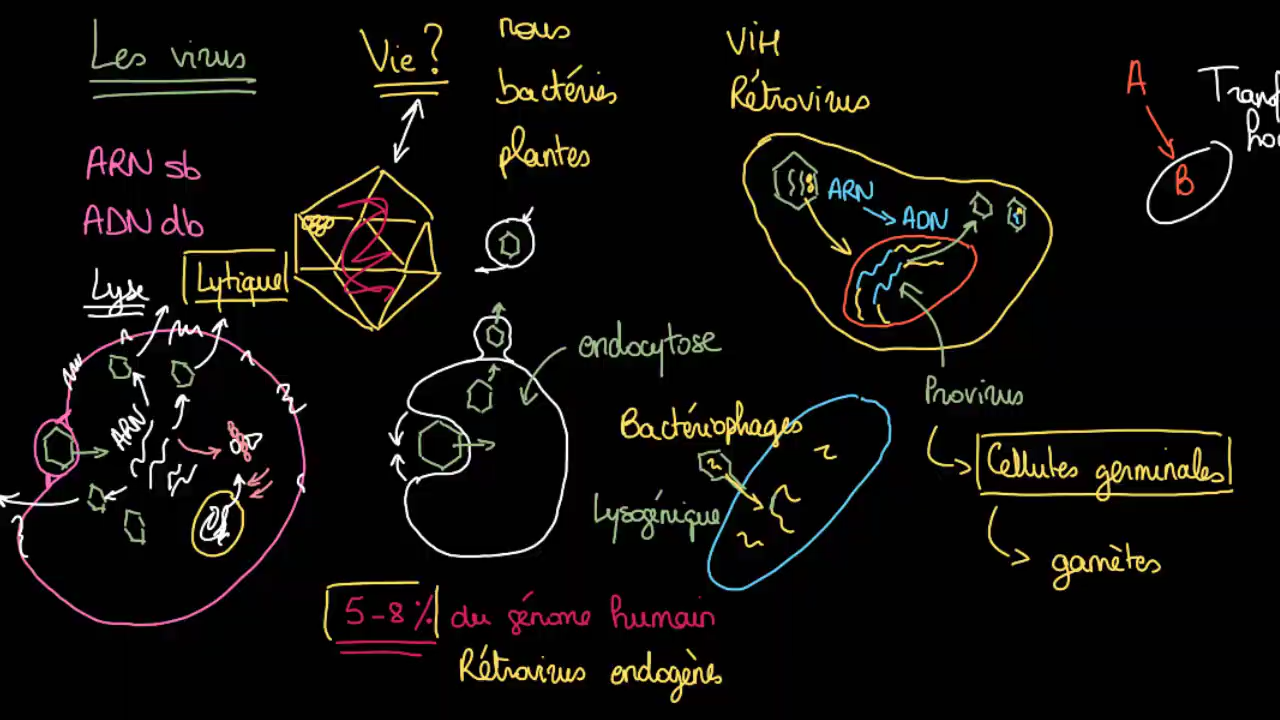 Les virus
ARN sb
ADN db
Lyse
Lytique
ARN
Vie ?
nous
bactéries
plantes
endocytose
VIH
Rétrovirus
ARN
ADN
Provirus
Cellules germinales
gamètes
Bactériophages
Lysogénique
5-8% du génome humain
Rétrovirus endogènes
A
B